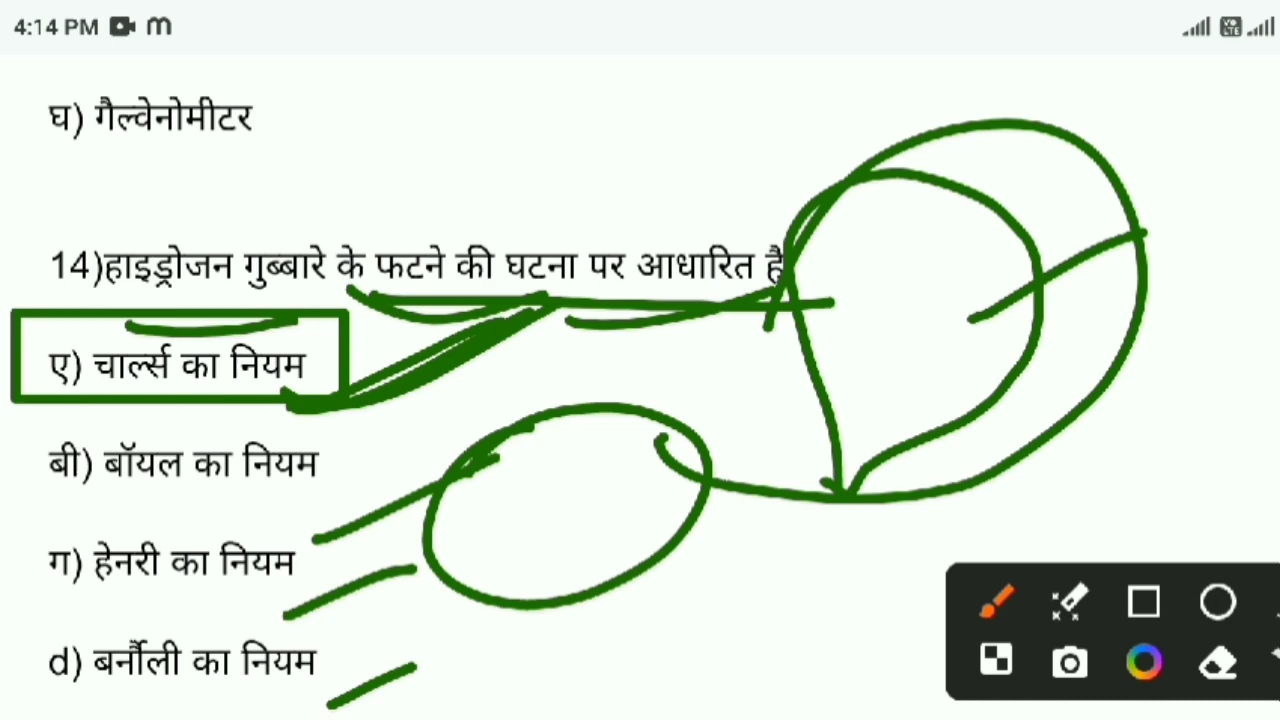 4:14 PM
घ) गैल्वेनोमीटर
14)हाइड्रोजन गुब्बारे के फटने की घटना पर आधारित है
ए) चार्ल्स का नियम
बी) बॉयल का नियम
ग) हेनरी का नियम
d) बर्नौली का नियम